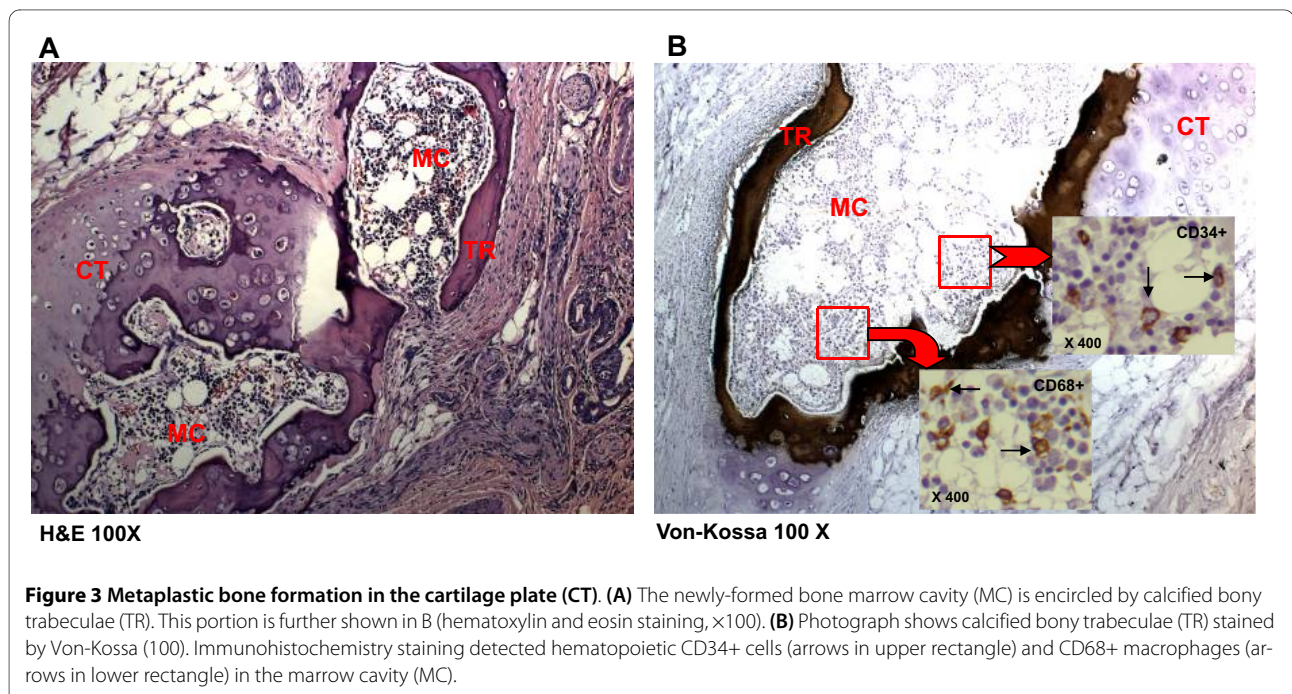 A
B
MC
TR
CT
MC
TR
MC
CT
CD34+
X 400
CD68+
X 400
H&E 100X
Von-Kossa 100 X
Figure 3 Metaplastic bone formation in the cartilage plate (CT). (A) The newly-formed bone marrow cavity (MC) is encircled by calcified bony
trabeculae (TR). This portion is further shown in B (hematoxylin and eosin staining, ×100). (B) Photograph shows calcified bony trabeculae (TR) stained
by Von-Kossa (100). Immunohistochemistry staining detected hematopoietic CD34+ cells (arrows in upper rectangle) and CD68+ macrophages (ar-
rows in lower rectangle) in the marrow cavity (MC).